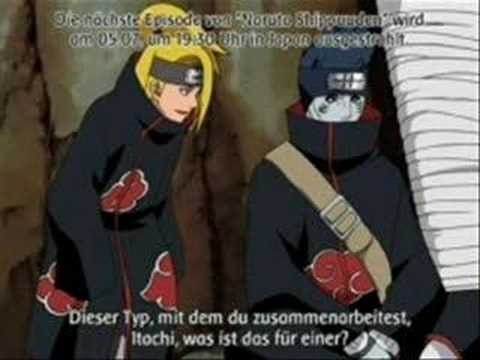 Die nächste Episode von "Naruto Shippuuden" wird
am 05.07. um 19:30 Uhr in Japan ausgestrahlt.
Dieser Typ, mit dem du zusammenarbeitest,
Itachi, was ist das für einer?